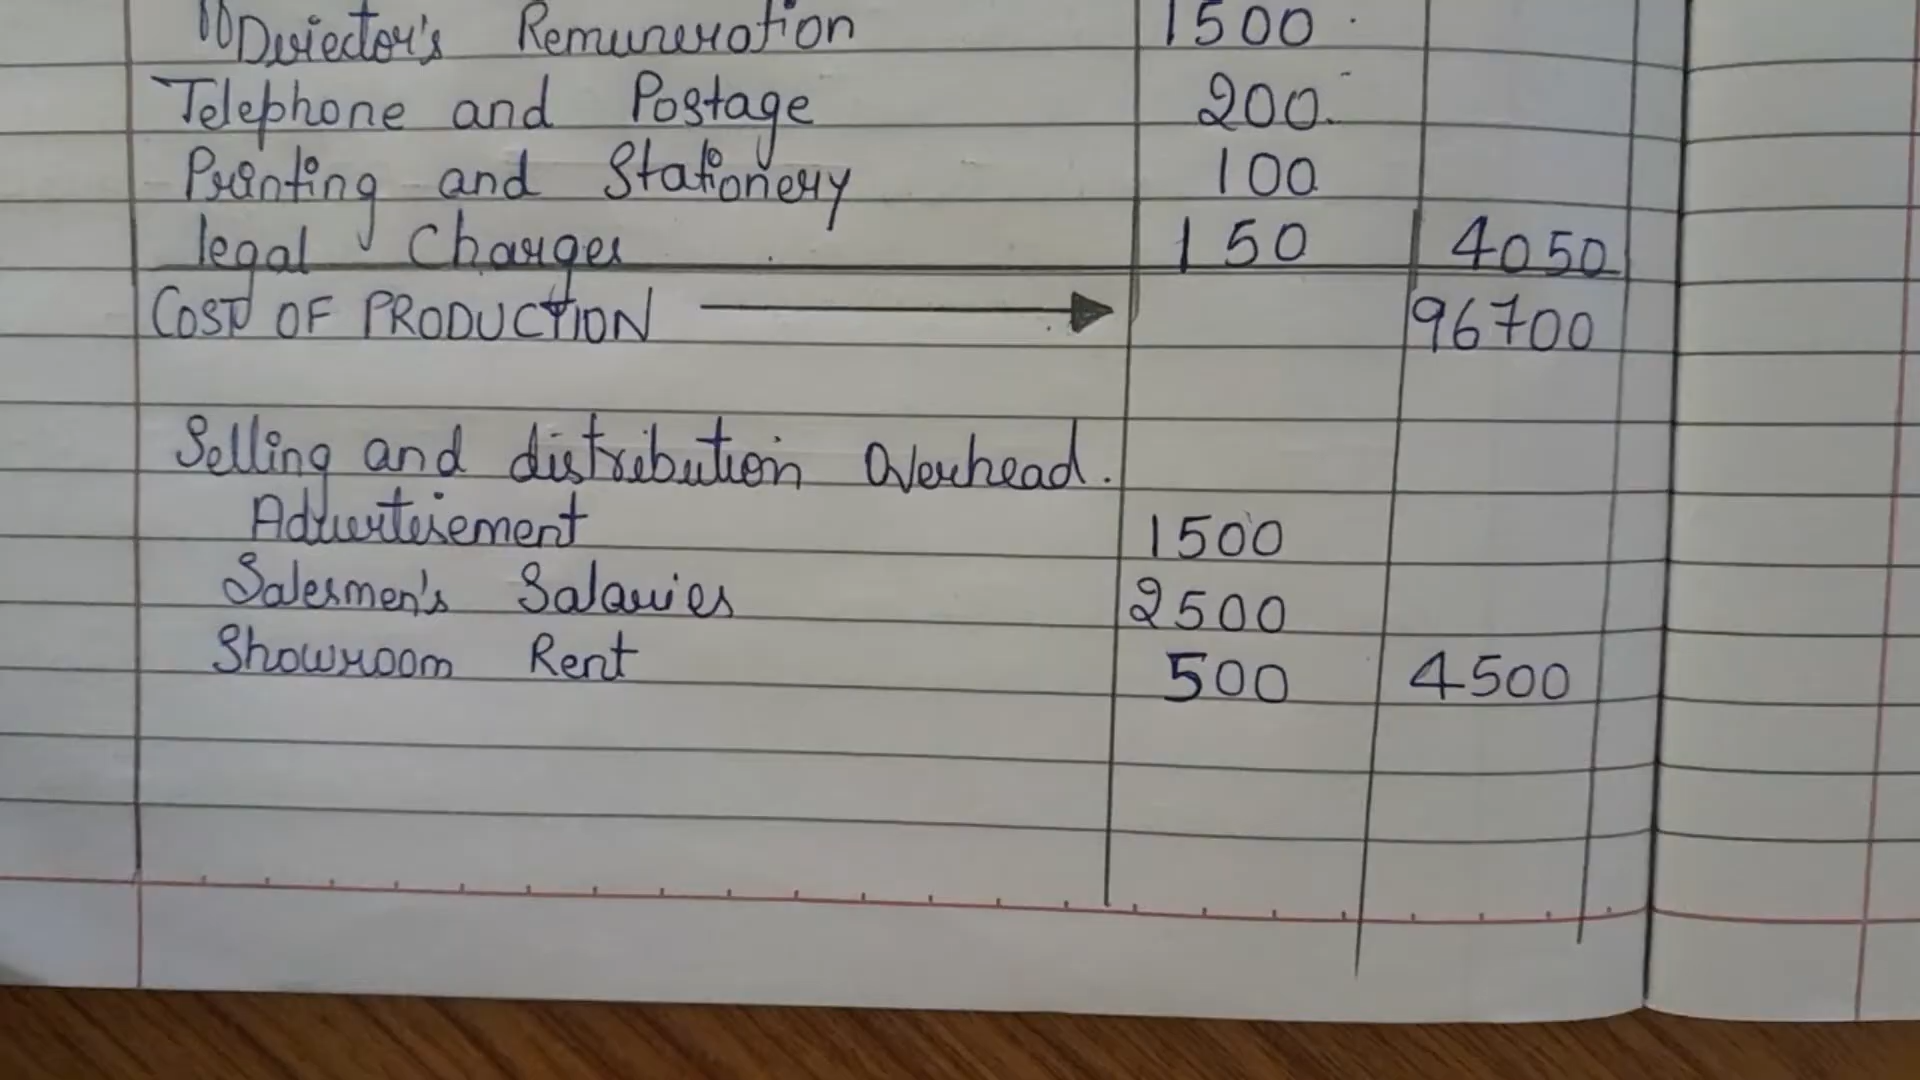 Director's Remuneration 1500
Telephone and Postage 200
Printing and Stationery 100
legal Charges 150 4050
COST OF PRODUCTION 96700
Selling and distribution Overhead.
Advertisement 1500
Salesmen's Salaries 2500
Showroom Rent 500 4500